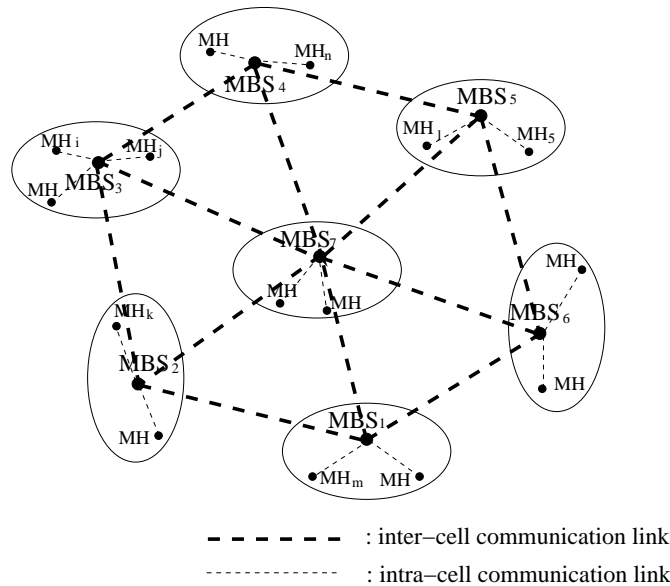 MH
MHn
MBS4
MBS5
MH1
MH5
MHi
MHj
MH
MBS3
MBS7
MH
MH
MH
MBS6
MH
MHk
MBS2
MH
MBS1
MHm
MH
: inter-cell communication link
: intra-cell communication link